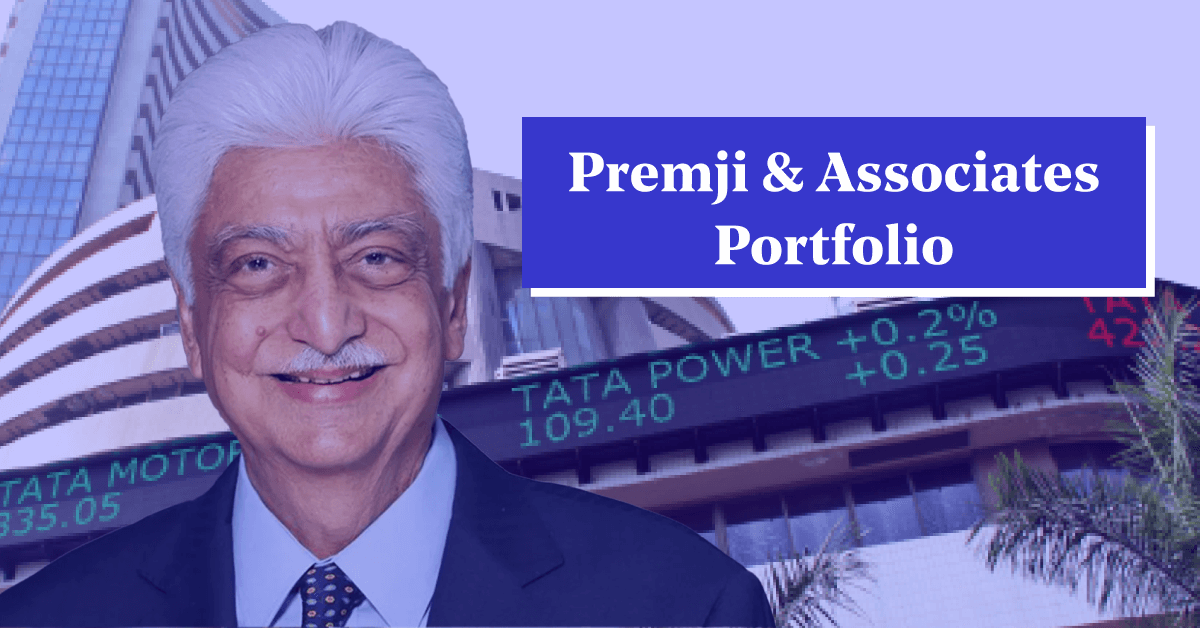 Premji & Associates
Portfolio
TATA POWER +0.2%
109.40 +0.25
TATA MOTOR
335.05